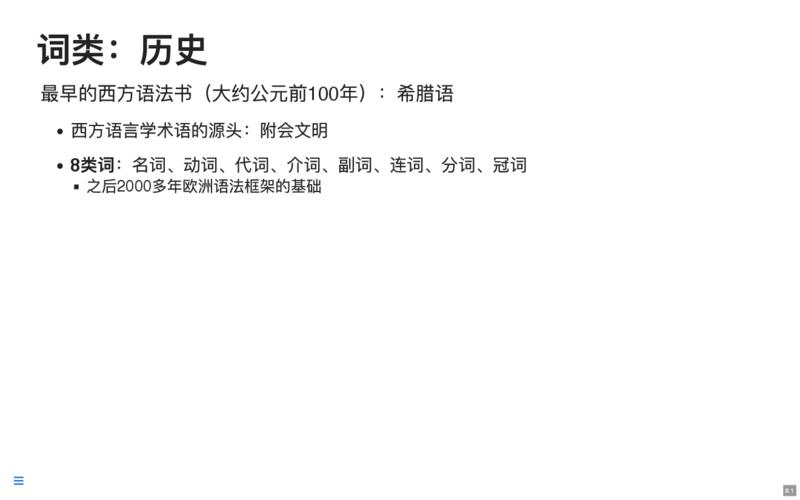 词类：历史
最早的西方语法书（大约公元前100年）：希腊语
• 西方语言学术语的源头：附会文明
• 8类词：名词、动词、代词、介词、副词、连词、分词、冠词
▪ 之后2000多年欧洲语法框架的基础
8.1